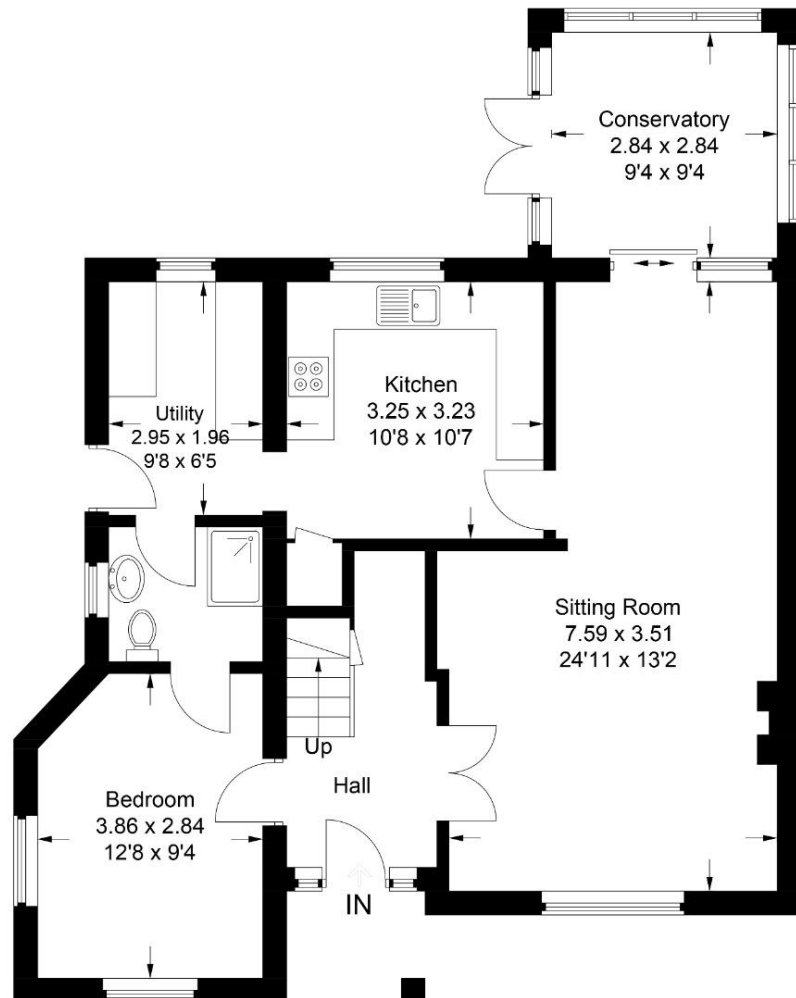 Conservatory
2.84 x 2.84
9'4 x 9'4
Kitchen
3.25 x 3.23
10'8 x 10'7
Utility
2.95 x 1.96
9'8 x 6'5
Sitting Room
7.59 x 3.51
24'11 x 13'2
Up
Hall
Bedroom
3.86 x 2.84
12'8 x 9'4
IN